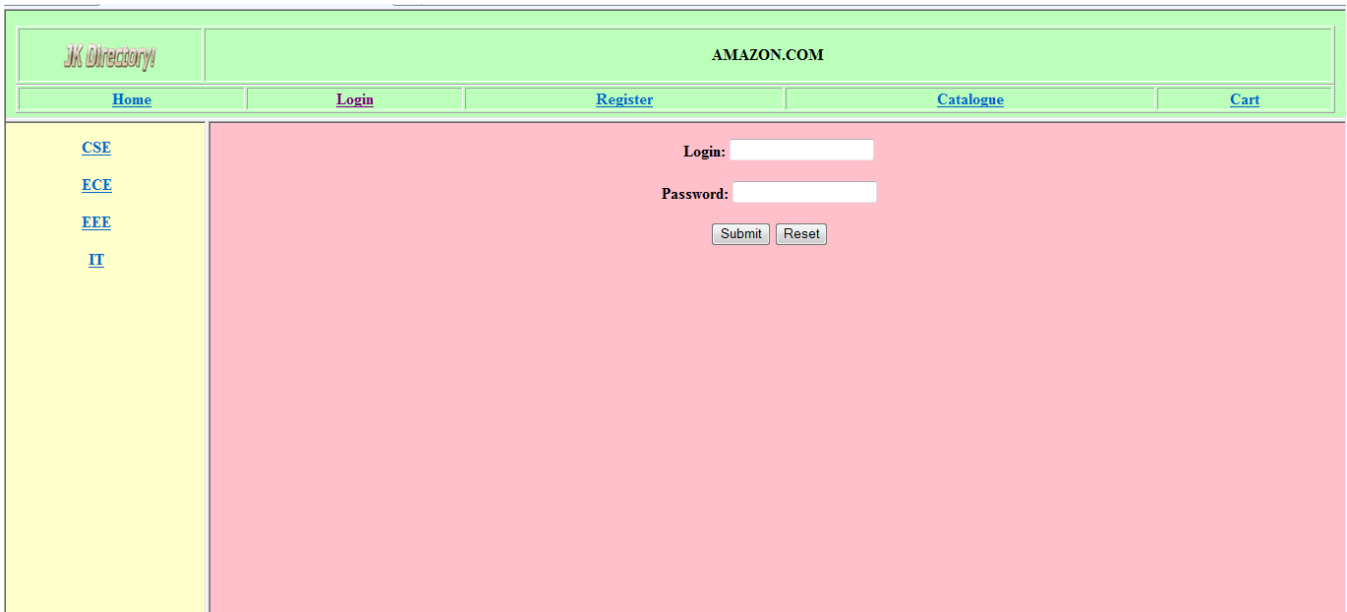 JK Directory!
AMAZON.COM
Home Login Register Catalogue Cart
CSE
ECE
EEE
IT
Login:
Password:
Submit Reset